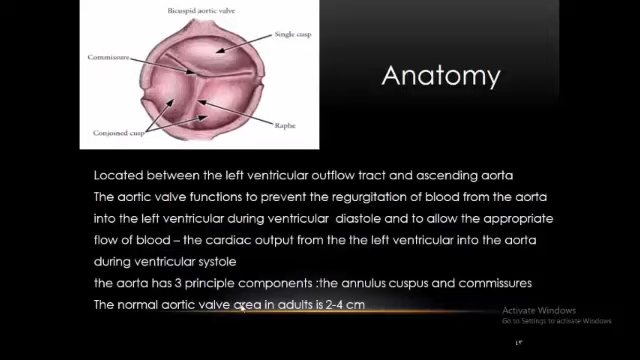 Bicuspid aortic valve
Single cusp
Commissure
Anatomy
Conjoined cusp
Raphe
Located between the left ventricular outflow tract and ascending aorta
The aortic valve functions to prevent the regurgitation of blood from the aorta
into the left ventricular during ventricular diastole and to allow the appropriate
flow of blood – the cardiac output from the the left ventricular into the aorta
during ventricular systole
the aorta has 3 principle components :the annulus cuspus and commissures
The normal aortic valve area in adults is 2-4 cm
Activate Windows
Go to Settings to activate Windows
١٣